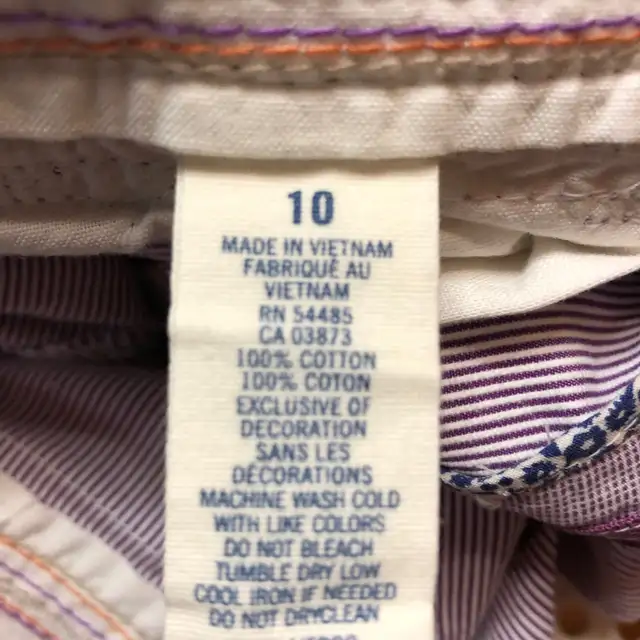 10
MADE IN VIETNAM
FABRIQUÉ AU
VIETNAM
RN 54485
CA 03873
100% COTTON
100% COTON
EXCLUSIVE OF
DECORATION
SANS LES
DÉCORATIONS
MACHINE WASH COLD
WITH LIKE COLORS
DO NOT BLEACH
TUMBLE DRY LOW
COOL IRON IF NEEDED
DO NOT DRYCLEAN